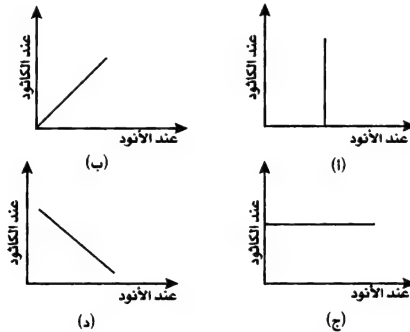 عند الكاثود
عند الأنود
(أ)
عند الكاثود
عند الأنود
(ب)
عند الكاثود
عند الأنود
(ج)
عند الكاثود
عند الأنود
(د)